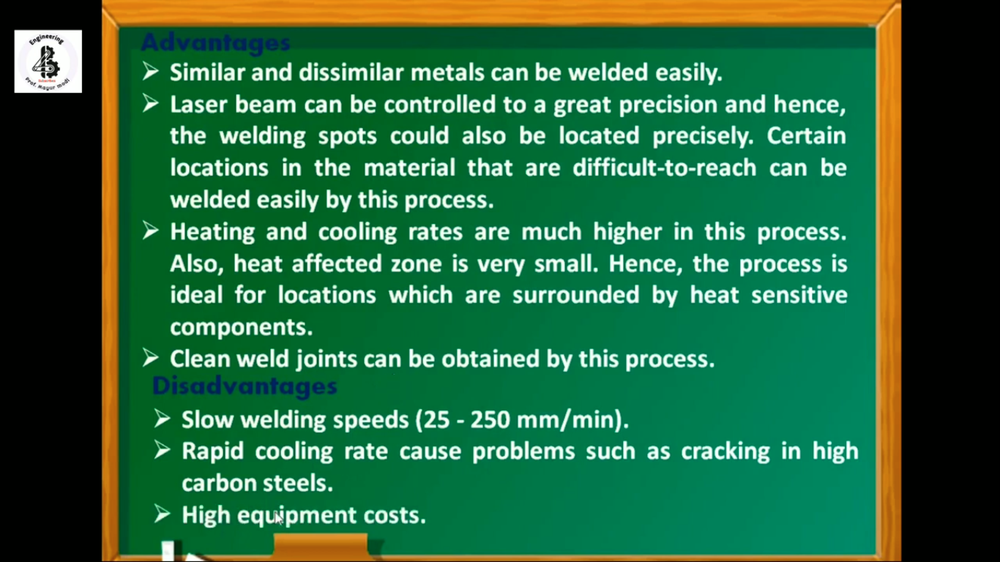 Engineering
Prof. Mayur modi
Advantages
➢ Similar and dissimilar metals can be welded easily.
➢ Laser beam can be controlled to a great precision and hence,
the welding spots could also be located precisely. Certain
locations in the material that are difficult-to-reach can be
welded easily by this process.
➢ Heating and cooling rates are much higher in this process.
Also, heat affected zone is very small. Hence, the process is
ideal for locations which are surrounded by heat sensitive
components.
➢ Clean weld joints can be obtained by this process.
Disadvantages
➢ Slow welding speeds (25 - 250 mm/min).
➢ Rapid cooling rate cause problems such as cracking in high
carbon steels.
➢ High equipment costs.